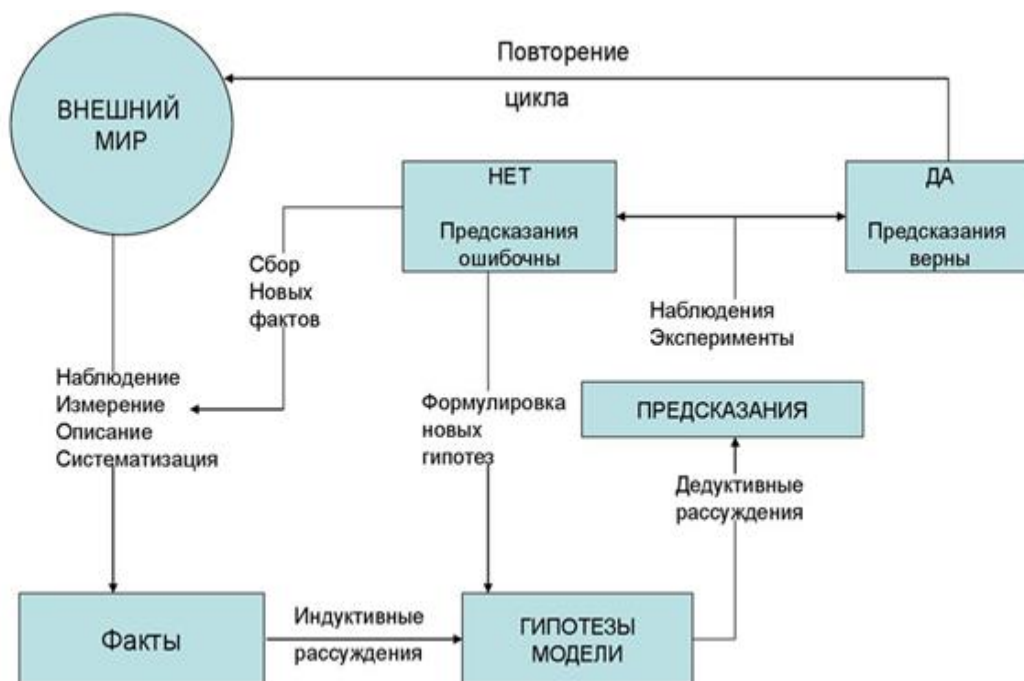 Повторение
цикла
ВНЕШНИЙ
МИР
НЕТ
Предсказания
ошибочны
ДА
Предсказания
верны
Сбор
Новых
фактов
Наблюдения
Эксперименты
Наблюдение
Измерение
Описание
Систематизация
Формулировка
новых
гипотез
ПРЕДСКАЗАНИЯ
Дедуктивные
рассуждения
Факты
Индуктивные
рассуждения
ГИПОТЕЗЫ
МОДЕЛИ